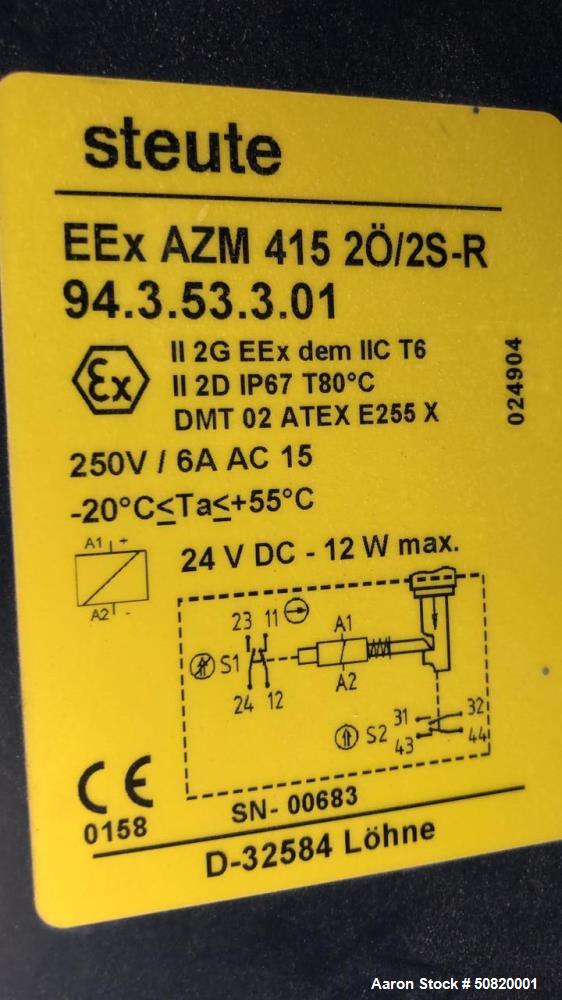 steute
EEx AZM 415 2Ö/2S-R
94.3.53.3.01
Ex
II 2G EEx dem IIC T6
II 2D IP67 T80°C
DMT 02 ATEX E255 X
024904
250V / 6A AC 15
-20°C≤Ta≤+55°C
A1 +
A2 -
24 V DC - 12 W max.
23 11
S1
24 12
A1
A2
31 32
S2
43 44
CE
0158
SN- 00683
D-32584 Löhne
Aaron Stock # 50820001